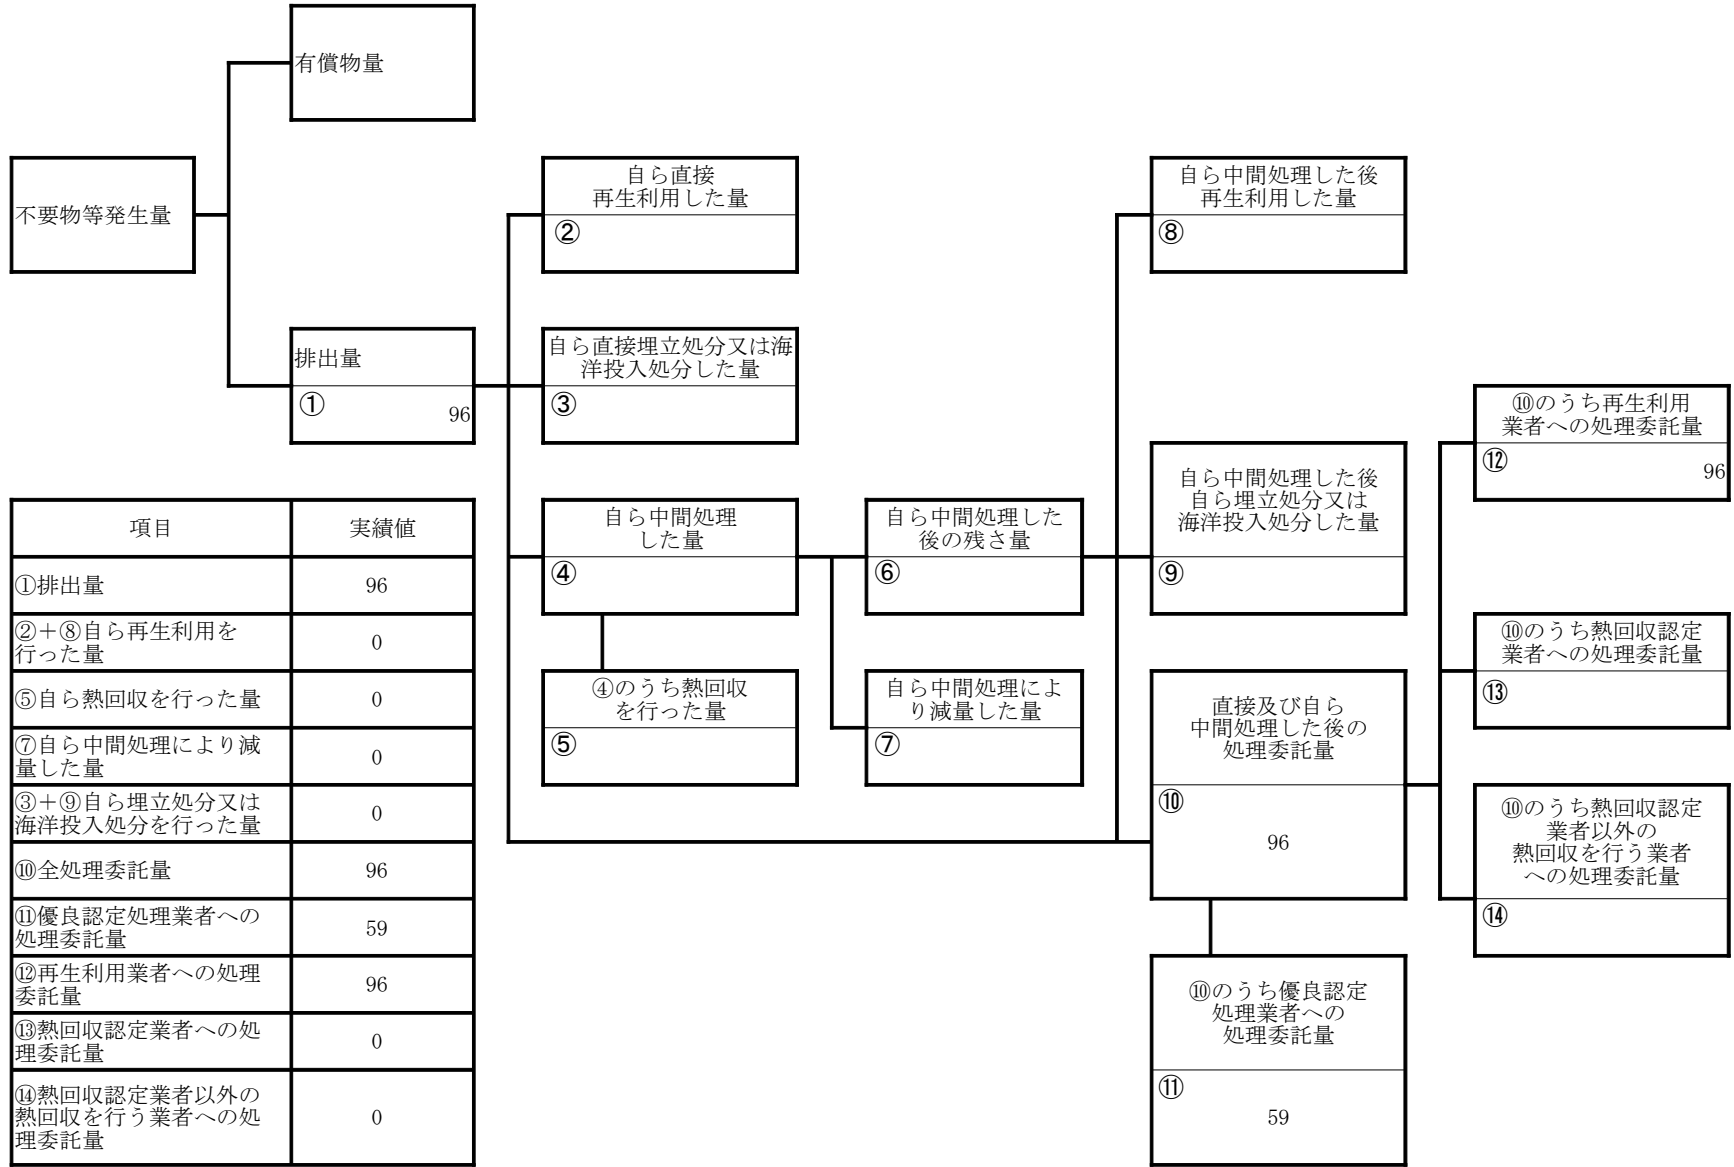 有償物量
不要物等発生量
自ら直接
再生利用した量
②
自ら中間処理した後
再生利用した量
⑧
排出量
①
96
自ら直接埋立処分又は海
洋投入処分した量
③
⑩のうち再生利用
業者への処理委託量
⑫
96
自ら中間処理
した量
④
自ら中間処理した
後の残さ量
⑥
自ら中間処理した後
自ら埋立処分又は
海洋投入処分した量
⑨
⑩のうち熱回収認定
業者への処理委託量
⑬
④のうち熱回収
を行った量
⑤
自ら中間処理によ
り減量した量
⑦
直接及び自ら
中間処理した後の
処理委託量
⑩
96
⑩のうち熱回収認定
業者以外の
熱回収を行う業者
への処理委託量
⑭
⑩のうち優良認定
処理業者への
処理委託量
⑪
59
項目
実績値
①排出量
96
②＋⑧自ら再生利用を
行った量
0
⑤自ら熱回収を行った量
0
⑦自ら中間処理により減
量した量
0
③＋⑨自ら埋立処分又は
海洋投入処分を行った量
0
⑩全処理委託量
96
⑪優良認定処理業者への
処理委託量
59
⑫再生利用業者への処理
委託量
96
⑬熱回収認定業者への処
理委託量
0
⑭熱回収認定業者以外の
熱回収を行う業者への処
理委託量
0